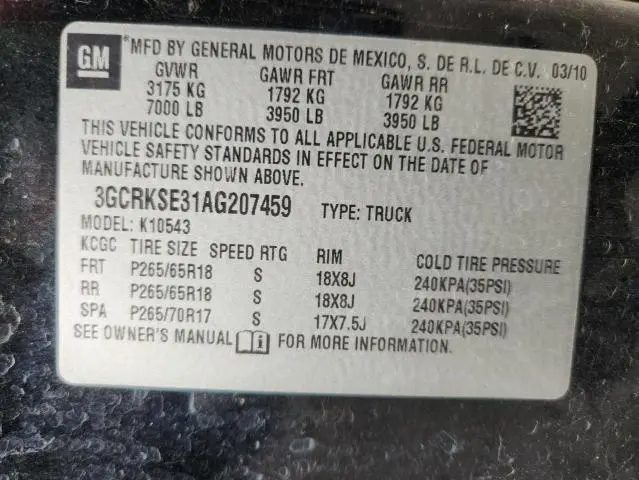 GM *MFD BY GENERAL MOTORS DE MEXICO, S. DE R.L. DE C.V. 03/10
GVWR GAWR FRT GAWR RR
3175 KG 1792 KG 1792 KG
7000 LB 3950 LB 3950 LB
THIS VEHICLE CONFORMS TO ALL APPLICABLE U.S. FEDERAL MOTOR
VEHICLE SAFETY STANDARDS IN EFFECT ON THE DATE OF
MANUFACTURE SHOWN ABOVE.
3GCRKSE31AG207459 TYPE: TRUCK
MODEL: K10543
KCGC TIRE SIZE SPEED RTG RIM COLD TIRE PRESSURE
FRT P265/65R18 S 18X8J 240KPA(35PSI)
RR P265/65R18 S 18X8J 240KPA(35PSI)
SPA P265/70R17 S 17X7.5J 240KPA(35PSI)
SEE OWNER'S MANUAL i FOR MORE INFORMATION.